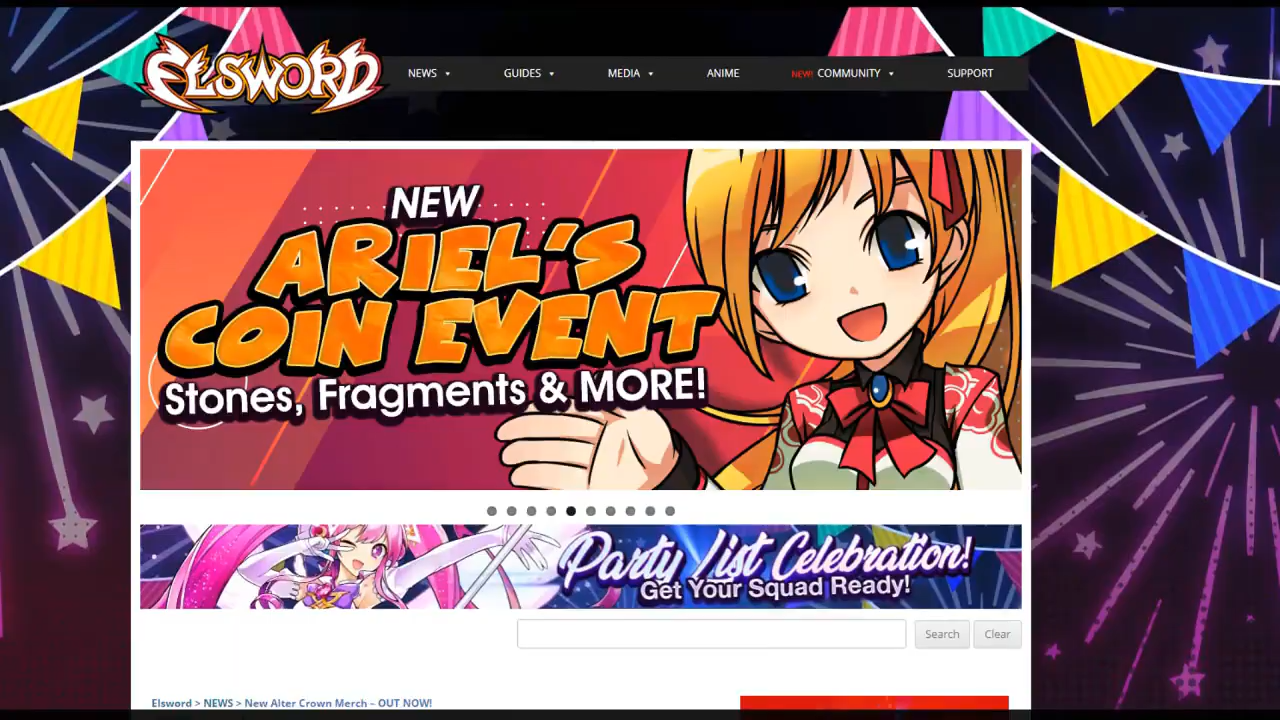 ELSWORD
NEWS GUIDES MEDIA ANIME NEW! COMMUNITY SUPPORT
NEW
ARIEL'S
COIN EVENT
Stones, Fragments & MORE!
Party List Celebration!
Get Your Squad Ready!
Search Clear
Elsword > NEWS > New Alter Crown Merch – OUT NOW!